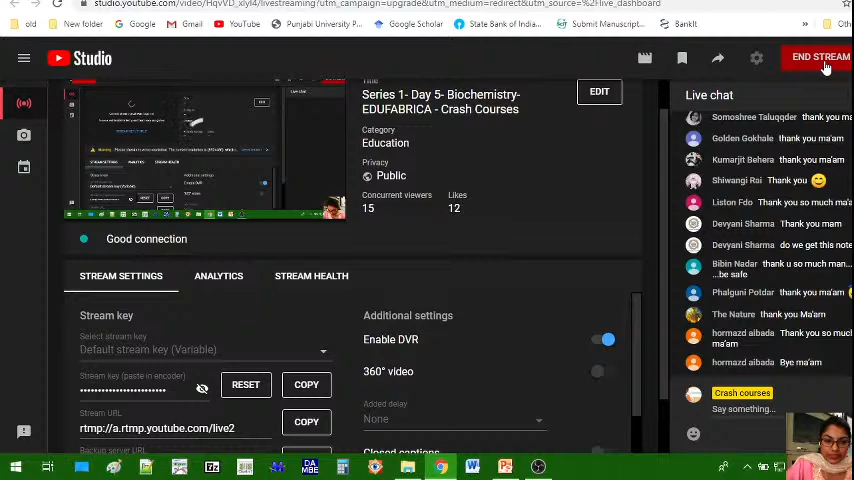 studio.youtube.com/video/HqvVD_xlyI4/livestreaming?utm_campaign=upgrade&utm_medium=redirect&utm_source=%2Flive_dashboard
old
New folder
Google
Gmail
YouTube
Punjabi University P...
Google Scholar
State Bank of India...
Submit Manuscript...
BankIt
»
Other
Studio
END STREAM
Series 1- Day 5- Biochemistry-
EDUFABRICA - Crash Courses
EDIT
Category
Education
Privacy
Public
Concurrent viewers
Likes
15
12
Good connection
STREAM SETTINGS
ANALYTICS
STREAM HEALTH
Stream key
Select stream key
Default stream key (Variable)
Stream key (paste in encoder)
RESET
COPY
Stream URL
rtmp://a.rtmp.youtube.com/live2
COPY
Additional settings
Enable DVR
360° video
Added delay
None
Closed captions
Live chat
Somoshree Taluqder thank you ma
Golden Gokhale thank you ma'am
Kumarjit Behera thank you ma'am
Shiwangi Rai Thank you 😊
Liston Fdo Thank you so much ma'a
Devyani Sharma Thank you mam
Devyani Sharma do we get this note
Bibin Nadar thank u so much man...
...be safe
Phalguni Potdar thank you ma'am
The Nature thank you Ma'am
hormazd aibada Thank you so much
ma'am
hormazd aibada Bye ma'am
Crash courses
Say something...
7z
DA
MBE